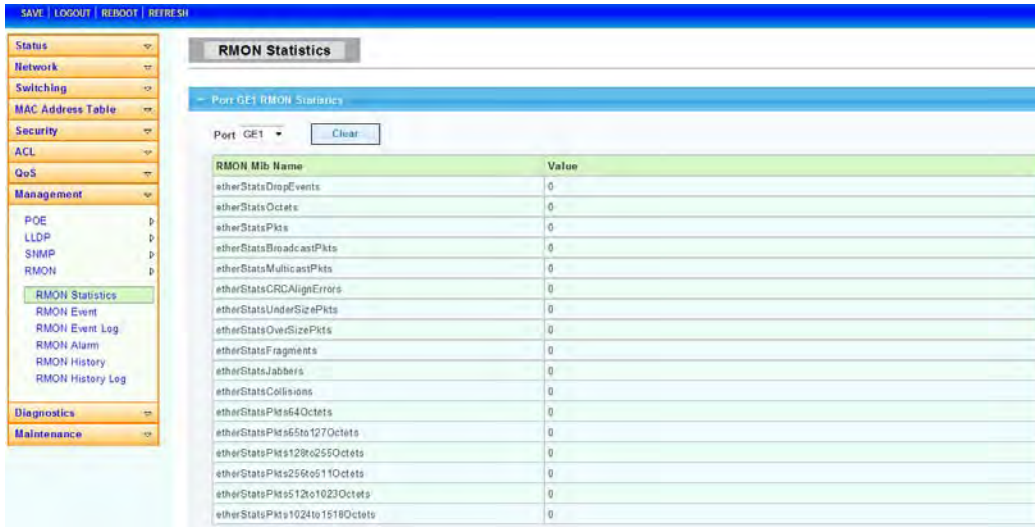 SAVE | LOGOUT | REBOOT | REFRESH
Status
Network
Switching
MAC Address Table
Security
ACL
QoS
Management
POE
LLDP
SNMP
RMON
RMON Statistics
RMON Event
RMON Event Log
RMON Alarm
RMON History
RMON History Log
Diagnostics
Maintenance
RMON Statistics
Port GE1 RMON Statistics
Port GE1 Clear
RMON Mib Name Value
etherStatsDropEvents 0
etherStatsOctets 0
etherStatsPkts 0
etherStatsBroadcastPkts 0
etherStatsMulticastPkts 0
etherStatsCRCAlignErrors 0
etherStatsUnderSizePkts 0
etherStatsOverSizePkts 0
etherStatsFragments 0
etherStatsJabbers 0
etherStatsCollisions 0
etherStatsPkts64Octets 0
etherStatsPkts65to127Octets 0
etherStatsPkts128to255Octets 0
etherStatsPkts256to511Octets 0
etherStatsPkts512to1023Octets 0
etherStatsPkts1024to1518Octets 0